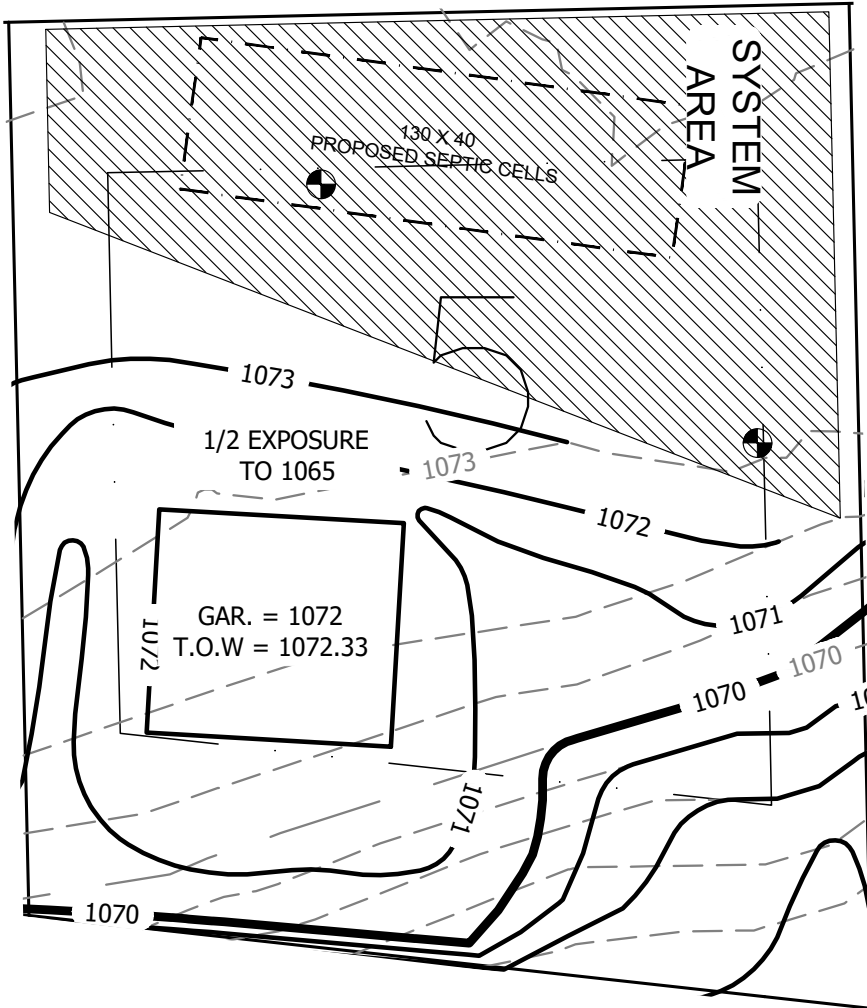 SYSTEM
AREA
130 X 40
PROPOSED SEPTIC CELLS
1073
1/2 EXPOSURE
TO 1065
1073
1072
GAR. = 1072
T.O.W = 1072.33
1072
1071
1070
1070
1071
1070